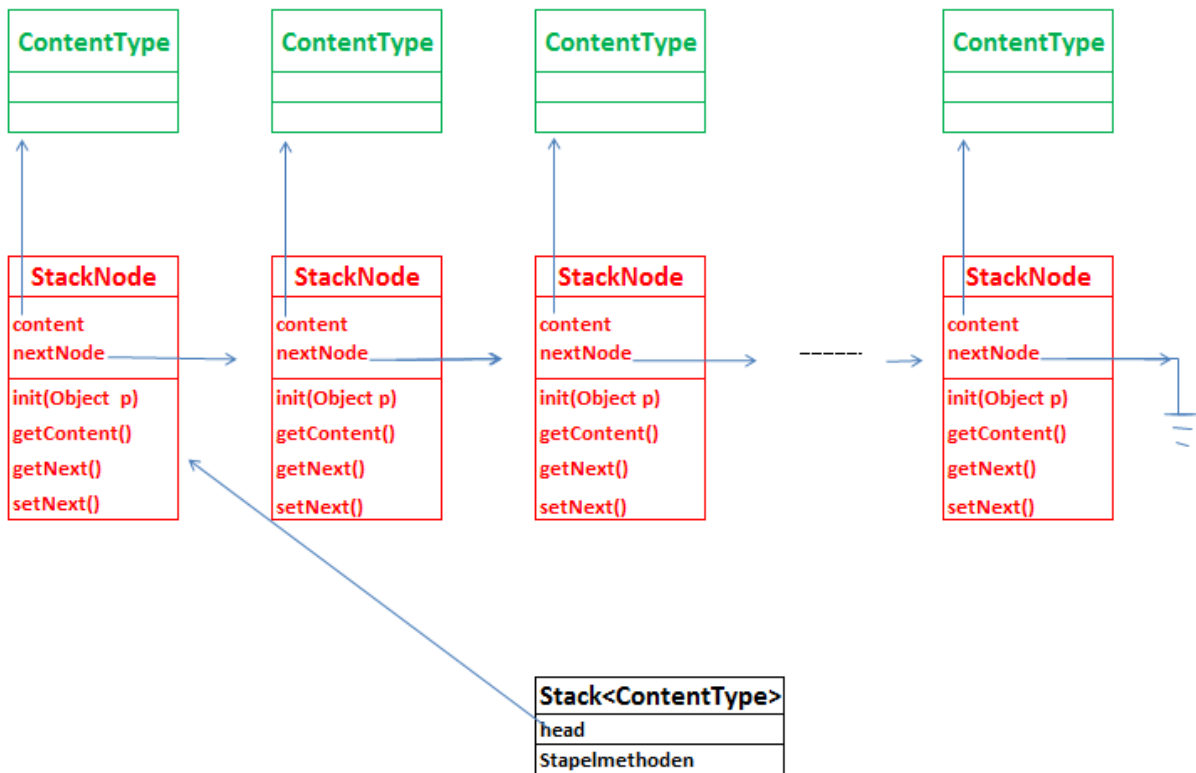 ContentType ContentType ContentType ContentType
StackNode StackNode StackNode StackNode
content content content content
nextNode nextNode nextNode ------ nextNode
init(Object p) init(Object p) init(Object p) init(Object p)
getContent() getContent() getContent() getContent()
getNext() getNext() getNext() getNext()
setNext() setNext() setNext() setNext()
Stack<ContentType>
head
Stapelmethoden